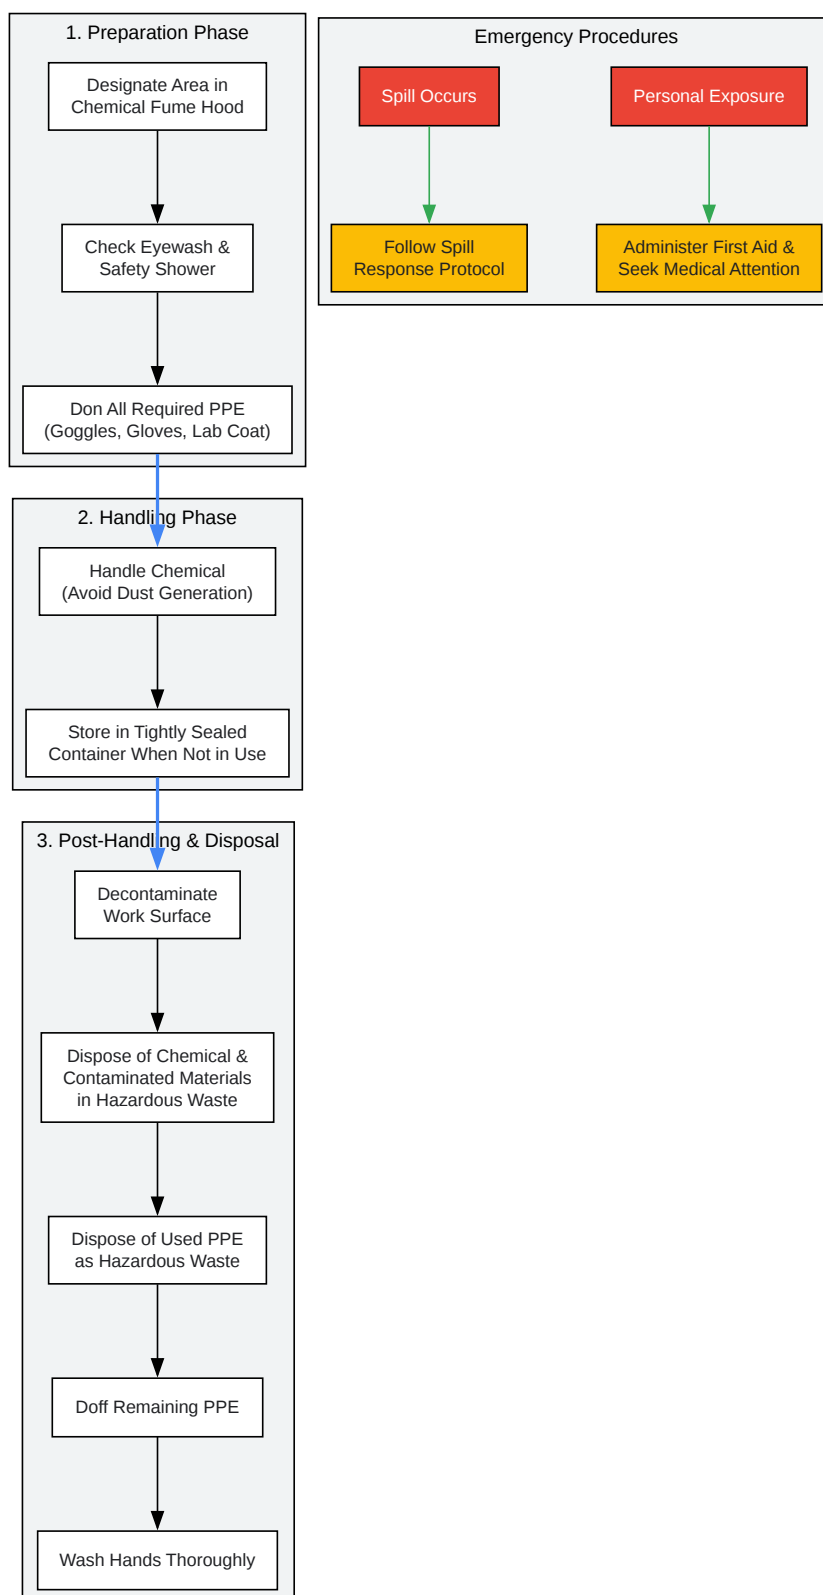 1. Preparation Phase
Designate Area in
Chemical Fume Hood
Check Eyewash &
Safety Shower
Don All Required PPE
(Goggles, Gloves, Lab Coat)
2. Handling Phase
Handle Chemical
(Avoid Dust Generation)
Store in Tightly Sealed
Container When Not in Use
3. Post-Handling & Disposal
Decontaminate
Work Surface
Dispose of Chemical &
Contaminated Materials
in Hazardous Waste
Dispose of Used PPE
as Hazardous Waste
Doff Remaining PPE
Wash Hands Thoroughly
Emergency Procedures
Spill Occurs
Follow Spill
Response Protocol
Personal Exposure
Administer First Aid &
Seek Medical Attention